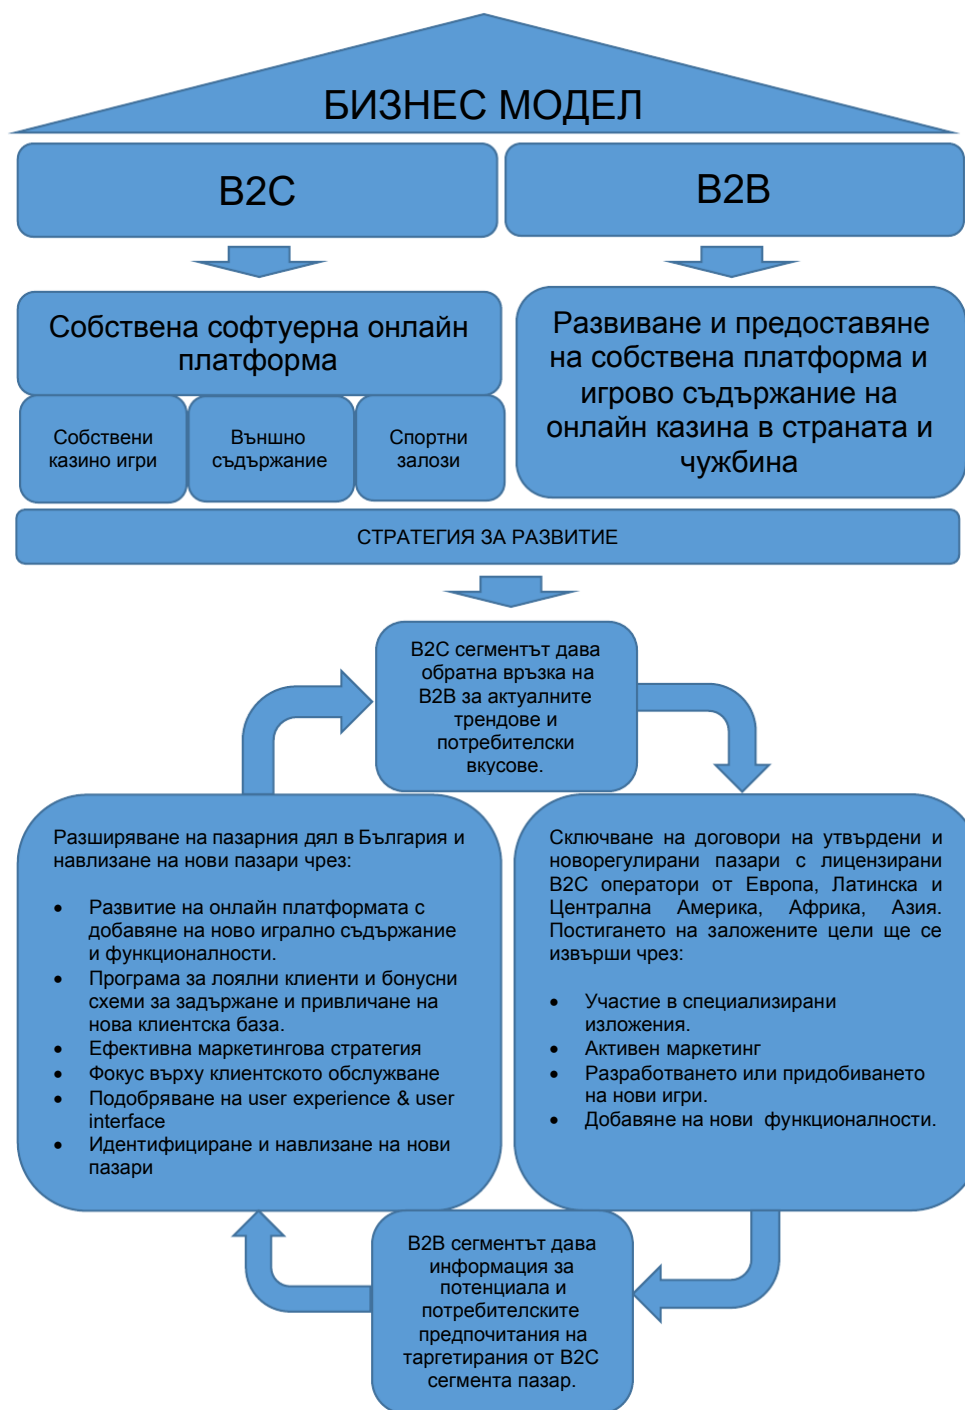 БИЗНЕС МОДЕЛ
B2C
B2B
Собствена софтуерна онлайн
платформа
Развиване и предоставяне
на собствена платформа и
игрово съдържание на
онлайн казина в страната и
чужбина
Собствени
казино игри
Външно
съдържание
Спортни
залози
СТРАТЕГИЯ ЗА РАЗВИТИЕ
B2C сегментът дава
обратна връзка на
B2B за актуалните
трендове и
потребителски
вкусове.
Разширяване на пазарния дял в България и
навлизане на нови пазари чрез:
• Развитие на онлайн платформата с
добавяне на ново игрално съдържание
и функционалности.
• Програма за лоялни клиенти и бонусни
схеми за задържане и привличане на
нова клиентска база.
• Ефективна маркетингова стратегия
• Фокус върху клиентското обслужване
• Подобряване на user experience & user
interface
• Идентифициране и навлизане на нови
пазари
Сключване на договори на утвърдени и
новорегулирани пазари с лицензирани
B2C оператори от Европа, Латинска и
Централна Америка, Африка, Азия.
Постигането на заложените цели ще се
извърши чрез:
• Участие в специализирани
изложения.
• Активен маркетинг
• Разработването или придобиването
на нови игри.
• Добавяне на нови функционалности.
B2B сегментът дава
информация за
потенциала и
потребителските
предпочитания на
таргетирания от B2C
сегмента пазар.